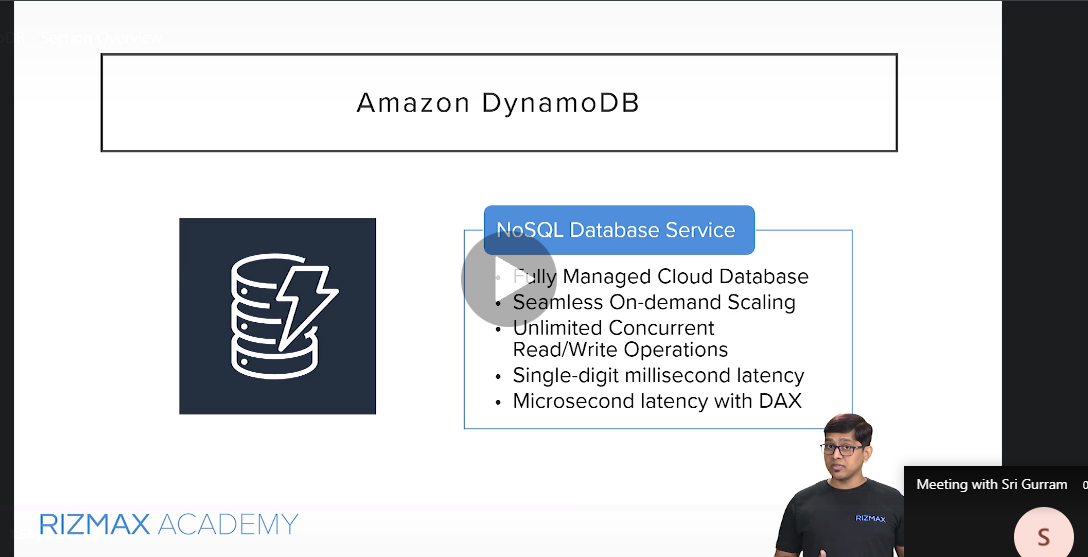 Amazon DynamoDB
NoSQL Database Service
• Fully Managed Cloud Database
• Seamless On-demand Scaling
• Unlimited Concurrent
Read/Write Operations
• Single-digit millisecond latency
• Microsecond latency with DAX
RIZMAX
Meeting with Sri Gurram
S
RIZMAX ACADEMY